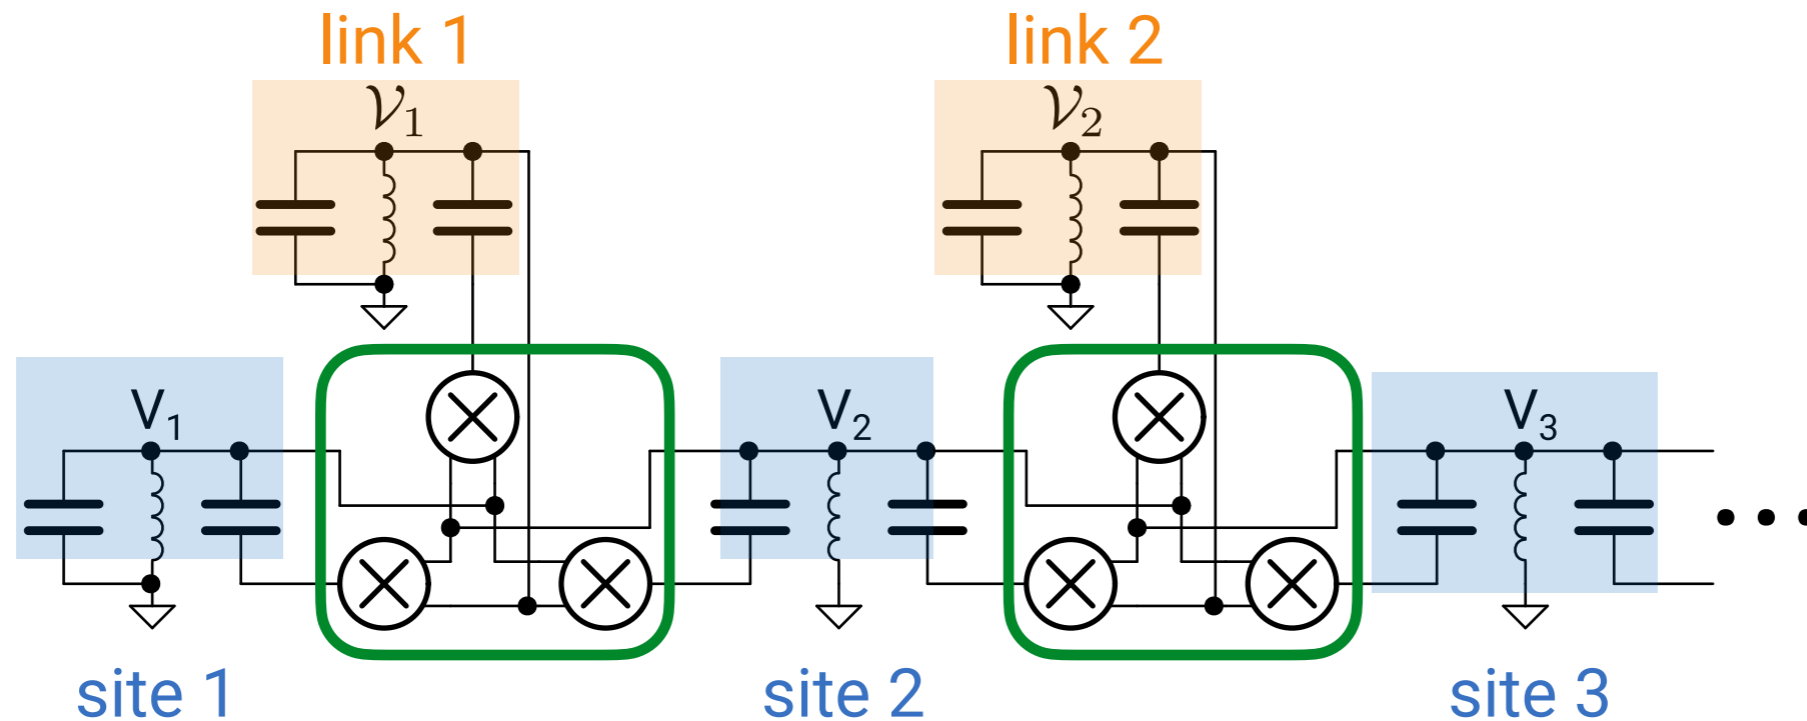 link 1
link 2
𝒱₁
𝒱₂
V₁
V₂
V₃
site 1
site 2
site 3